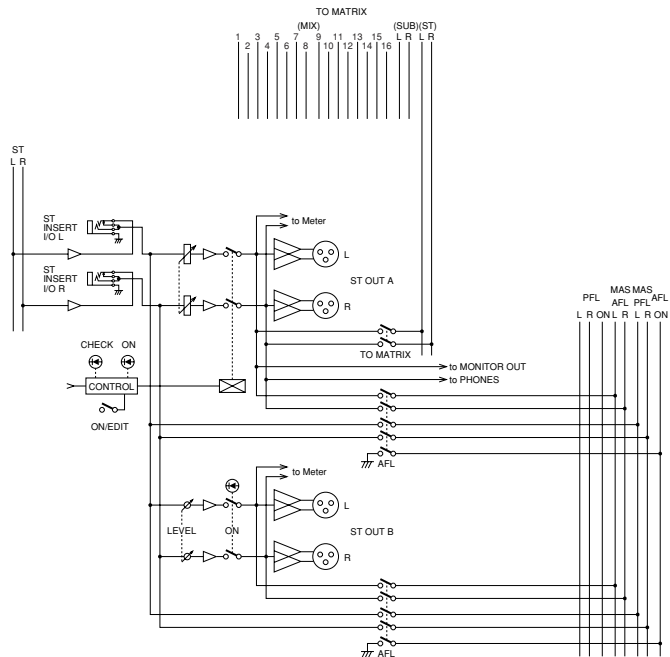 TO MATRIX
(MIX) (SUB)(ST)
1 3 5 7 9 11 13 15 L R L R
2 4 6 8 10 12 14 16
ST
L R
ST
INSERT
I/O L
ST
INSERT
I/O R
to Meter
L
ST OUT A
R
TO MATRIX
to MONITOR OUT
to PHONES
CHECK ON
CONTROL
ON/EDIT
AFL
MAS MAS
PFL AFL PFL AFL
L R ON L R L R ON
to Meter
L
LEVEL ON
ST OUT B
R
AFL